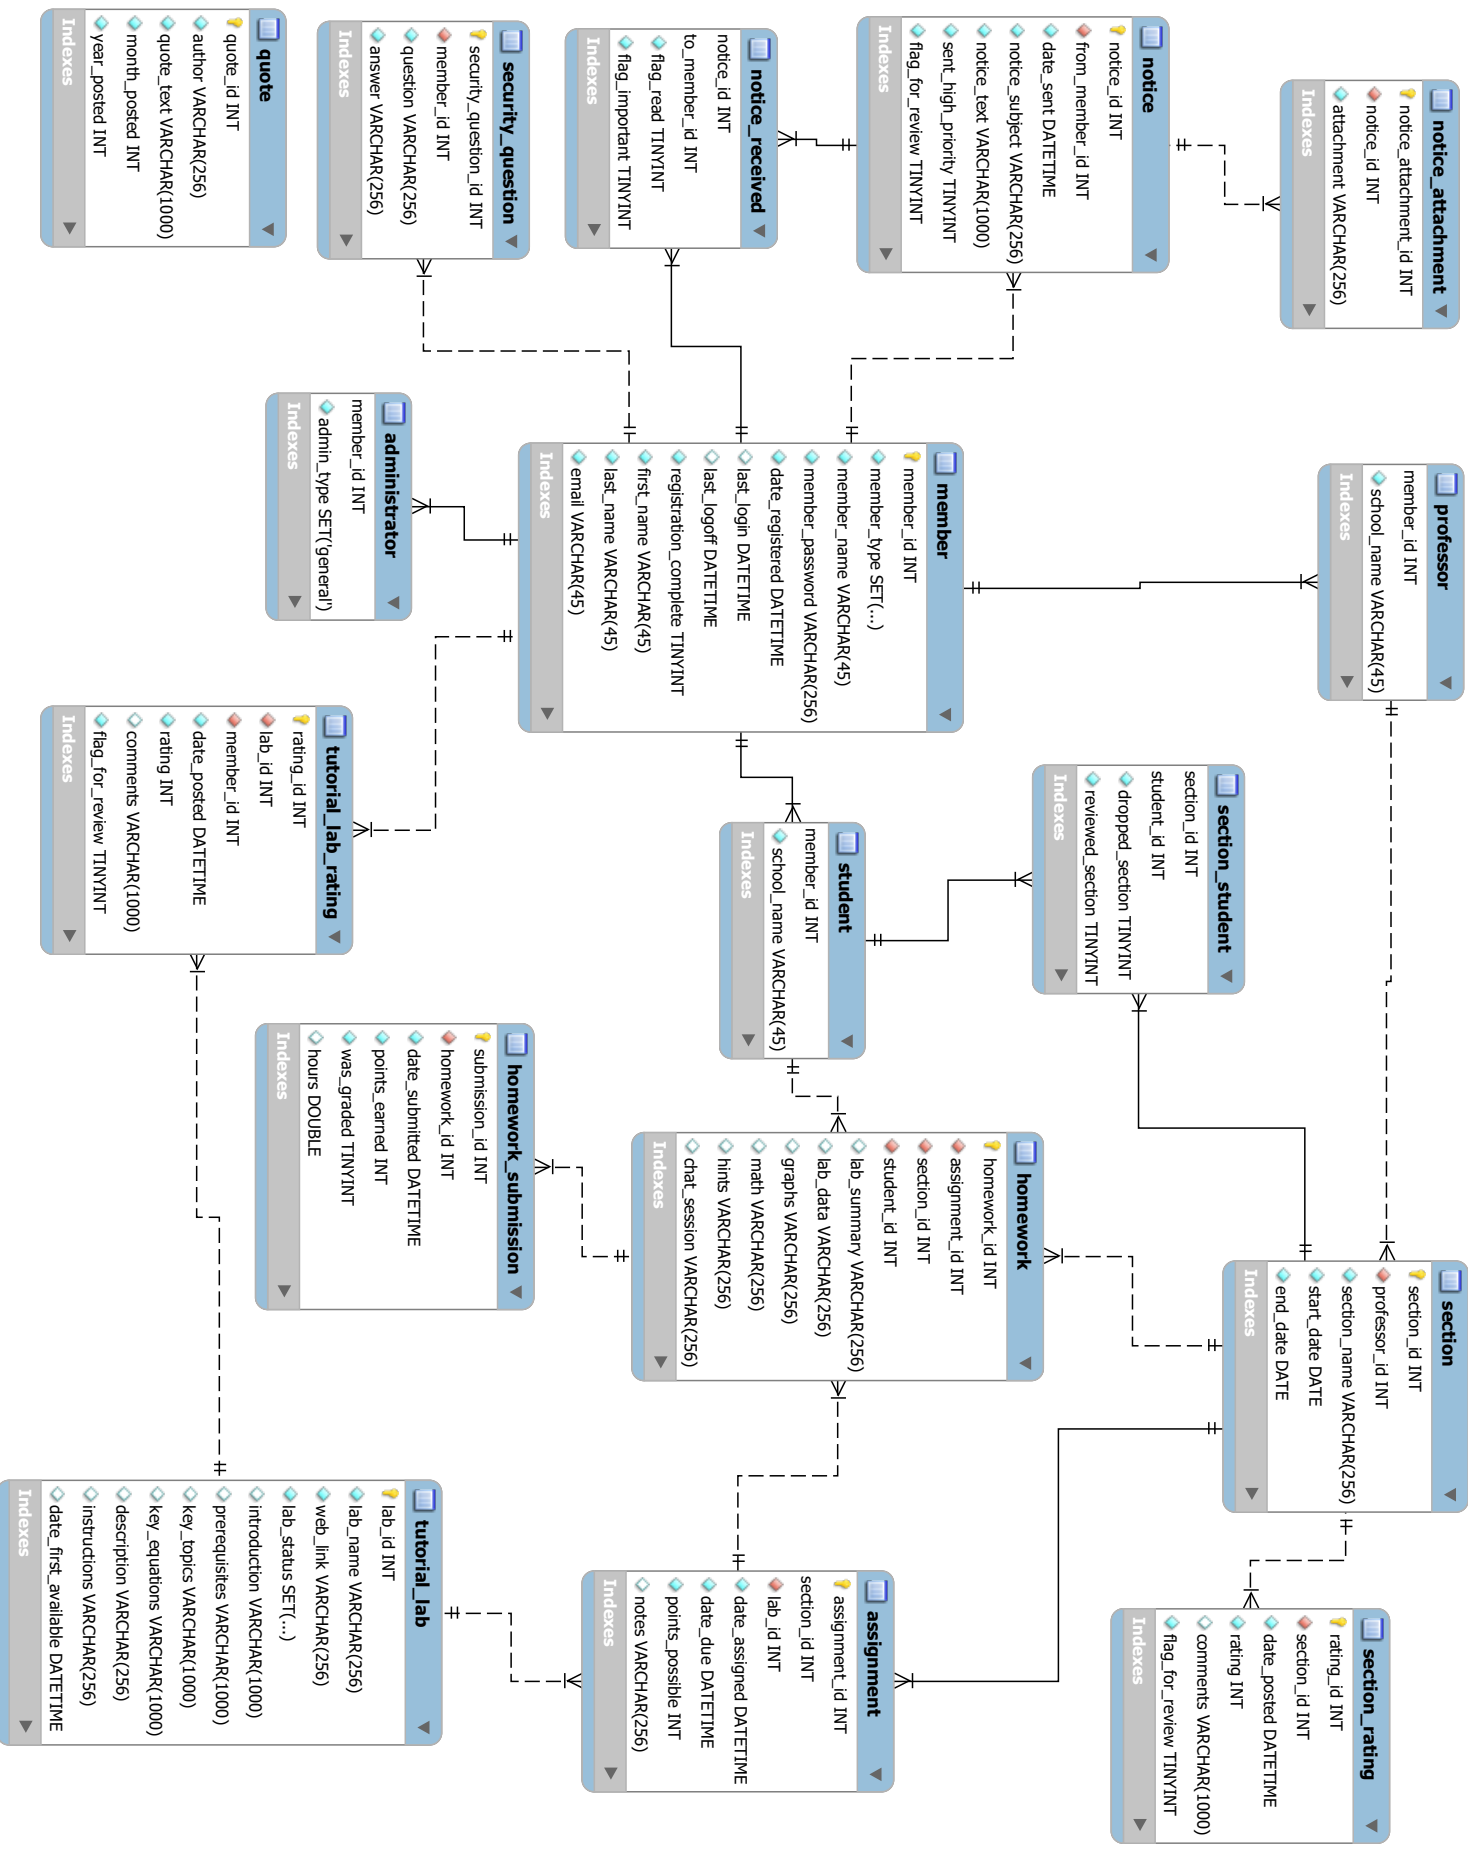 notice_attachment
notice_attachment_id INT
notice_id INT
attachment VARCHAR(256)
Indexes
professor
member_id INT
school_name VARCHAR(45)
Indexes
section
section_id INT
professor_id INT
section_name VARCHAR(256)
start_date DATE
end_date DATE
Indexes
section_rating
rating_id INT
section_id INT
date_posted DATETIME
rating INT
comments VARCHAR(1000)
flag_for_review TINYINT
Indexes
notice
notice_id INT
from_member_id INT
date_sent DATETIME
notice_subject VARCHAR(256)
notice_text VARCHAR(1000)
sent_high_priority TINYINT
flag_for_review TINYINT
Indexes
section_student
section_id INT
student_id INT
dropped_section TINYINT
reviewed_section TINYINT
Indexes
notice_received
notice_id INT
to_member_id INT
flag_read TINYINT
flag_important TINYINT
Indexes
member
member_id INT
member_type SET(...)
member_name VARCHAR(45)
member_password VARCHAR(256)
date_registered DATETIME
last_login DATETIME
last_logoff DATETIME
registration_complete TINYINT
first_name VARCHAR(45)
last_name VARCHAR(45)
email VARCHAR(45)
Indexes
student
member_id INT
school_name VARCHAR(45)
Indexes
homework
homework_id INT
assignment_id INT
section_id INT
student_id INT
lab_summary VARCHAR(256)
lab_data VARCHAR(256)
graphs VARCHAR(256)
math VARCHAR(256)
hints VARCHAR(256)
chat_session VARCHAR(256)
Indexes
assignment
assignment_id INT
section_id INT
lab_id INT
date_assigned DATETIME
date_due DATETIME
points_possible INT
notes VARCHAR(256)
Indexes
security_question
security_question_id INT
member_id INT
question VARCHAR(256)
answer VARCHAR(256)
Indexes
administrator
member_id INT
admin_type SET('general')
Indexes
homework_submission
submission_id INT
homework_id INT
date_submitted DATETIME
points_earned INT
was_graded TINYINT
hours DOUBLE
Indexes
quote
quote_id INT
author VARCHAR(256)
quote_text VARCHAR(1000)
month_posted INT
year_posted INT
Indexes
tutorial_lab_rating
rating_id INT
lab_id INT
member_id INT
date_posted DATETIME
rating INT
comments VARCHAR(1000)
flag_for_review TINYINT
Indexes
tutorial_lab
lab_id INT
lab_name VARCHAR(256)
web_link VARCHAR(256)
lab_status SET(...)
introduction VARCHAR(1000)
prerequisites VARCHAR(1000)
key_topics VARCHAR(1000)
key_equations VARCHAR(1000)
description VARCHAR(256)
instructions VARCHAR(256)
date_first_available DATETIME
Indexes